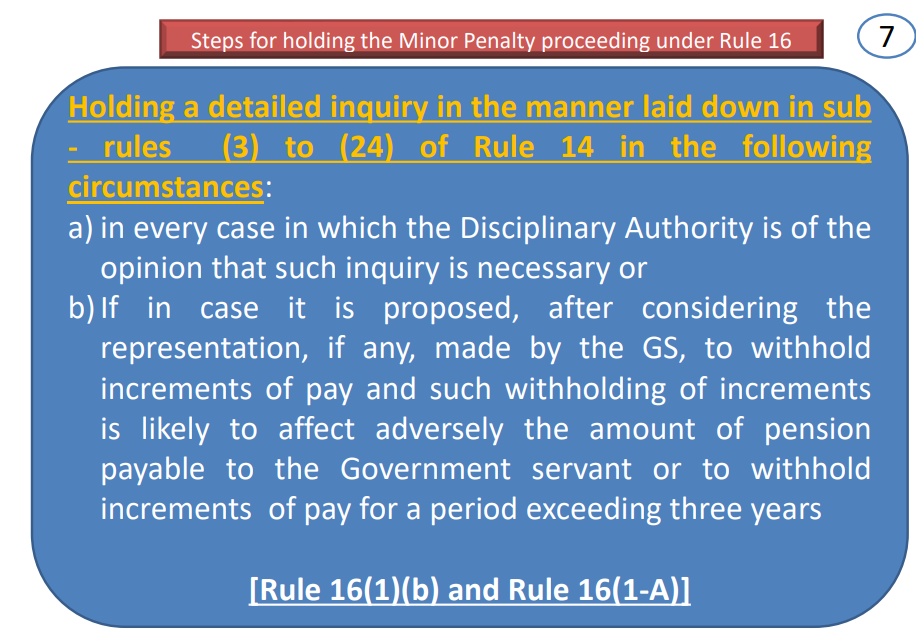 Steps for holding the Minor Penalty proceeding under Rule 16
7
Holding a detailed inquiry in the manner laid down in sub
- rules (3) to (24) of Rule 14 in the following
circumstances:
a) in every case in which the Disciplinary Authority is of the
opinion that such inquiry is necessary or
b) If in case it is proposed, after considering the
representation, if any, made by the GS, to withhold
increments of pay and such withholding of increments
is likely to affect adversely the amount of pension
payable to the Government servant or to withhold
increments of pay for a period exceeding three years
[Rule 16(1)(b) and Rule 16(1-A)]